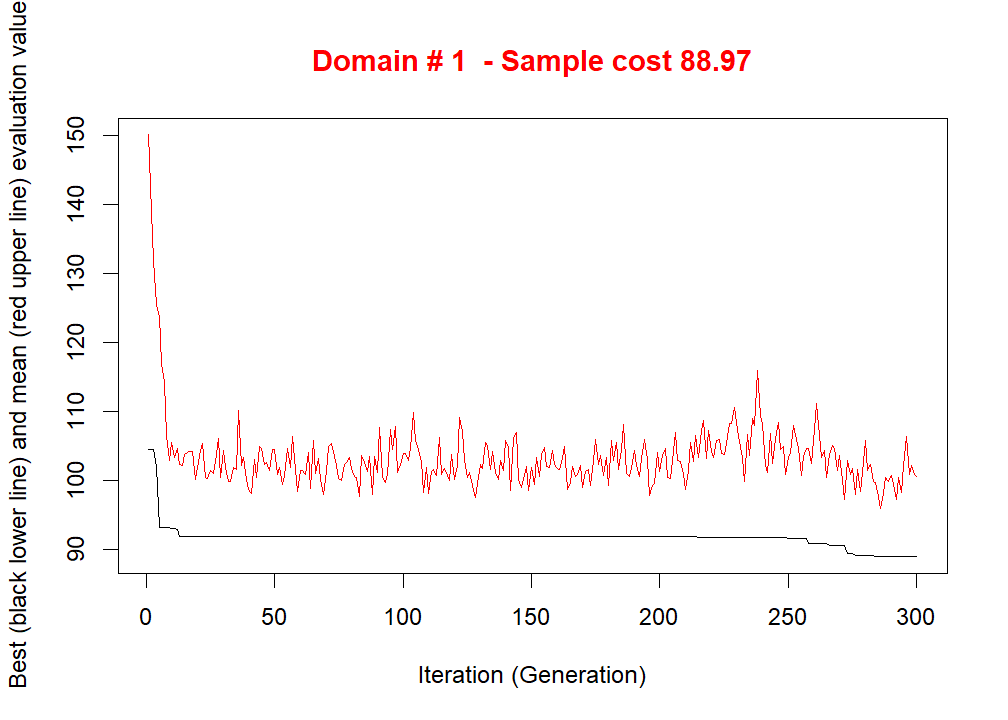 Domain # 1  - Sample cost 88.97
Best (black lower line) and mean (red upper line) evaluation value
150
140
130
120
110
100
90
0 50 100 150 200 250 300
Iteration (Generation)